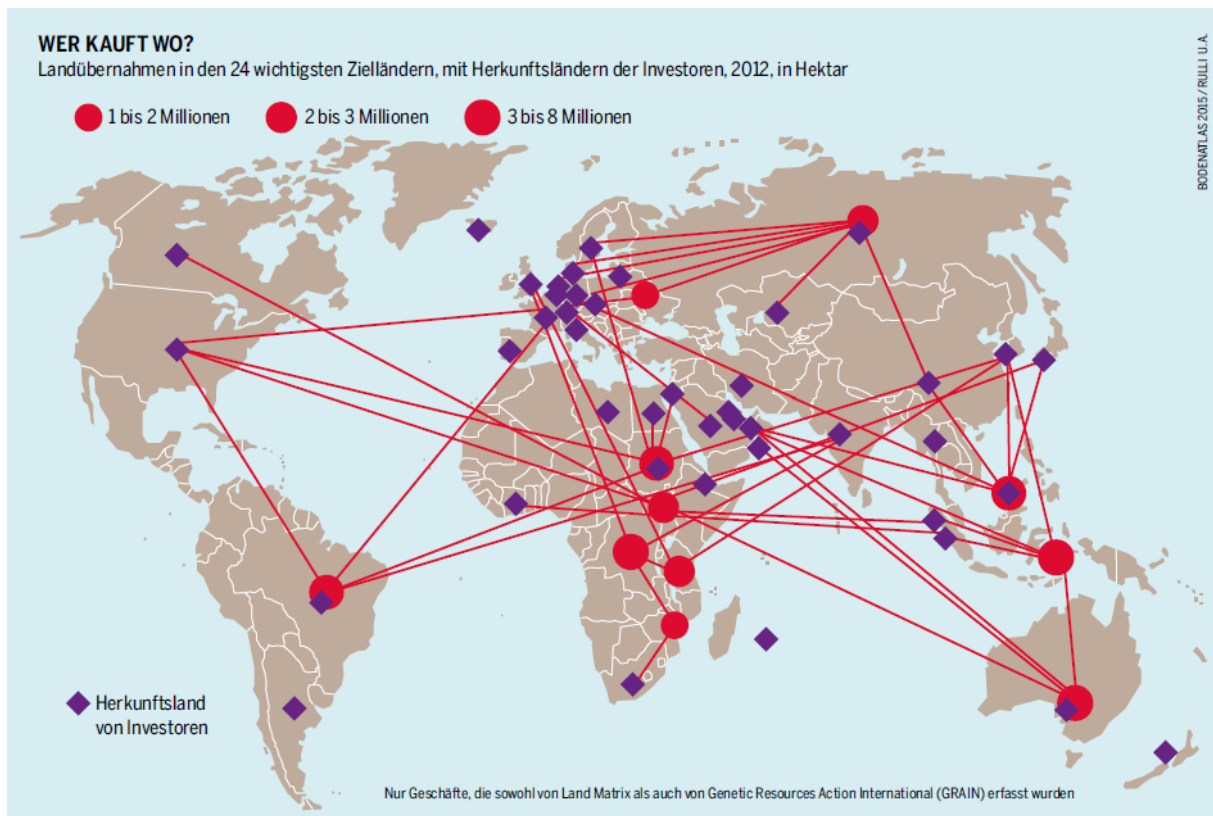 WER KAUFT WO?
Landübernahmen in den 24 wichtigsten Zielländern, mit Herkunftsländern der Investoren, 2012, in Hektar
1 bis 2 Millionen
2 bis 3 Millionen
3 bis 8 Millionen
BODENATLAS 2015 / RULLI U.A.
Herkunftsland
von Investoren
Nur Geschäfte, die sowohl von Land Matrix als auch von Genetic Resources Action International (GRAIN) erfasst wurden